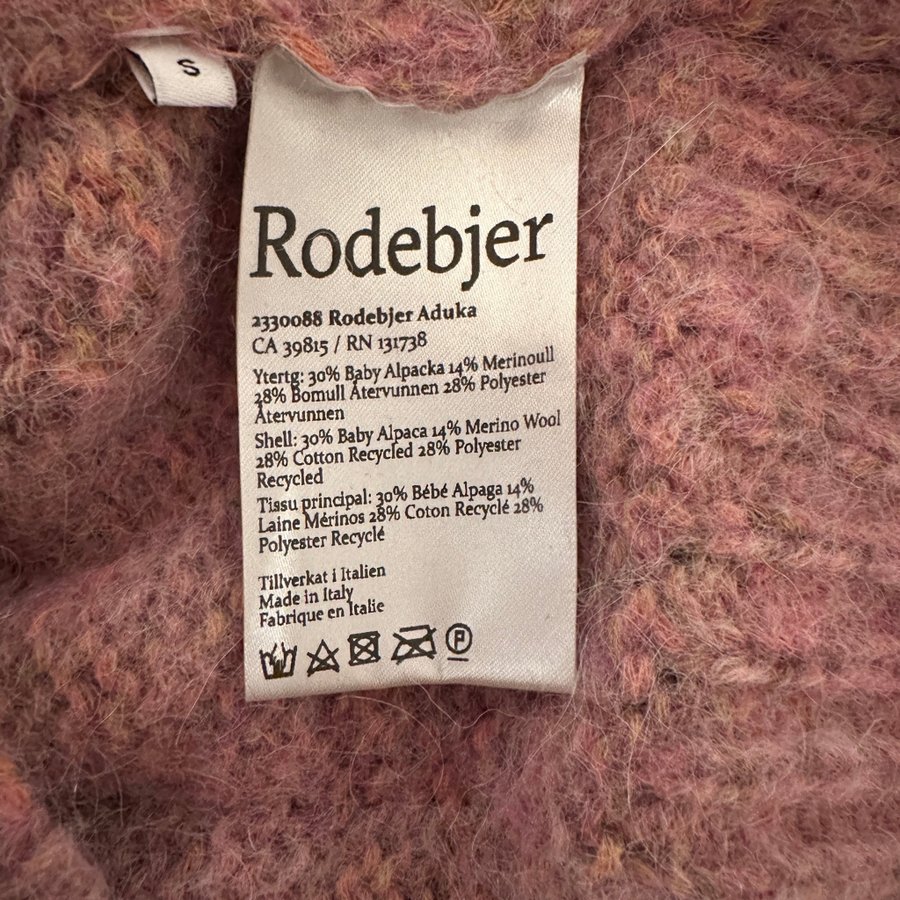 S
Rodebjer
2330088 Rodebjer Aduka
CA 39815 / RN 131738
Ytertg: 30% Baby Alpacka 14% Merinoull
28% Bomull Återvunnen 28% Polyester
Återvunnen
Shell: 30% Baby Alpaca 14% Merino Wool
28% Cotton Recycled 28% Polyester
Recycled
Tissu principal: 30% Bébé Alpaga 14%
Laine Mérinos 28% Coton Recyclé 28%
Polyester Recyclé
Tillverkat i Italien
Made in Italy
Fabrique en Italie
P